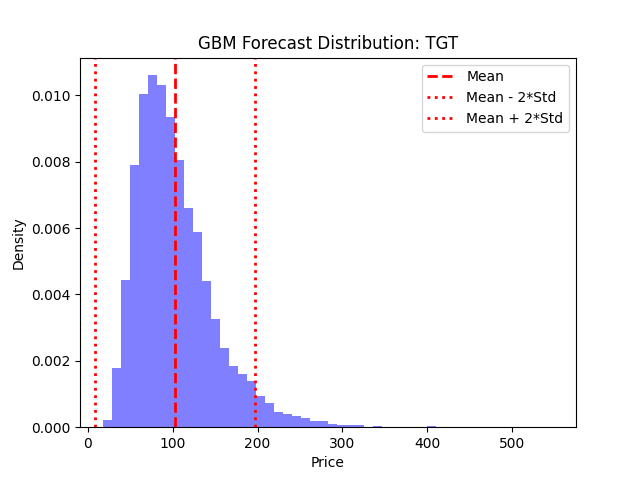 GBM Forecast Distribution: TGT
Mean
Mean - 2*Std
Mean + 2*Std
Density
0.010
0.008
0.006
0.004
0.002
0.000
0
100
200
300
400
500
Price